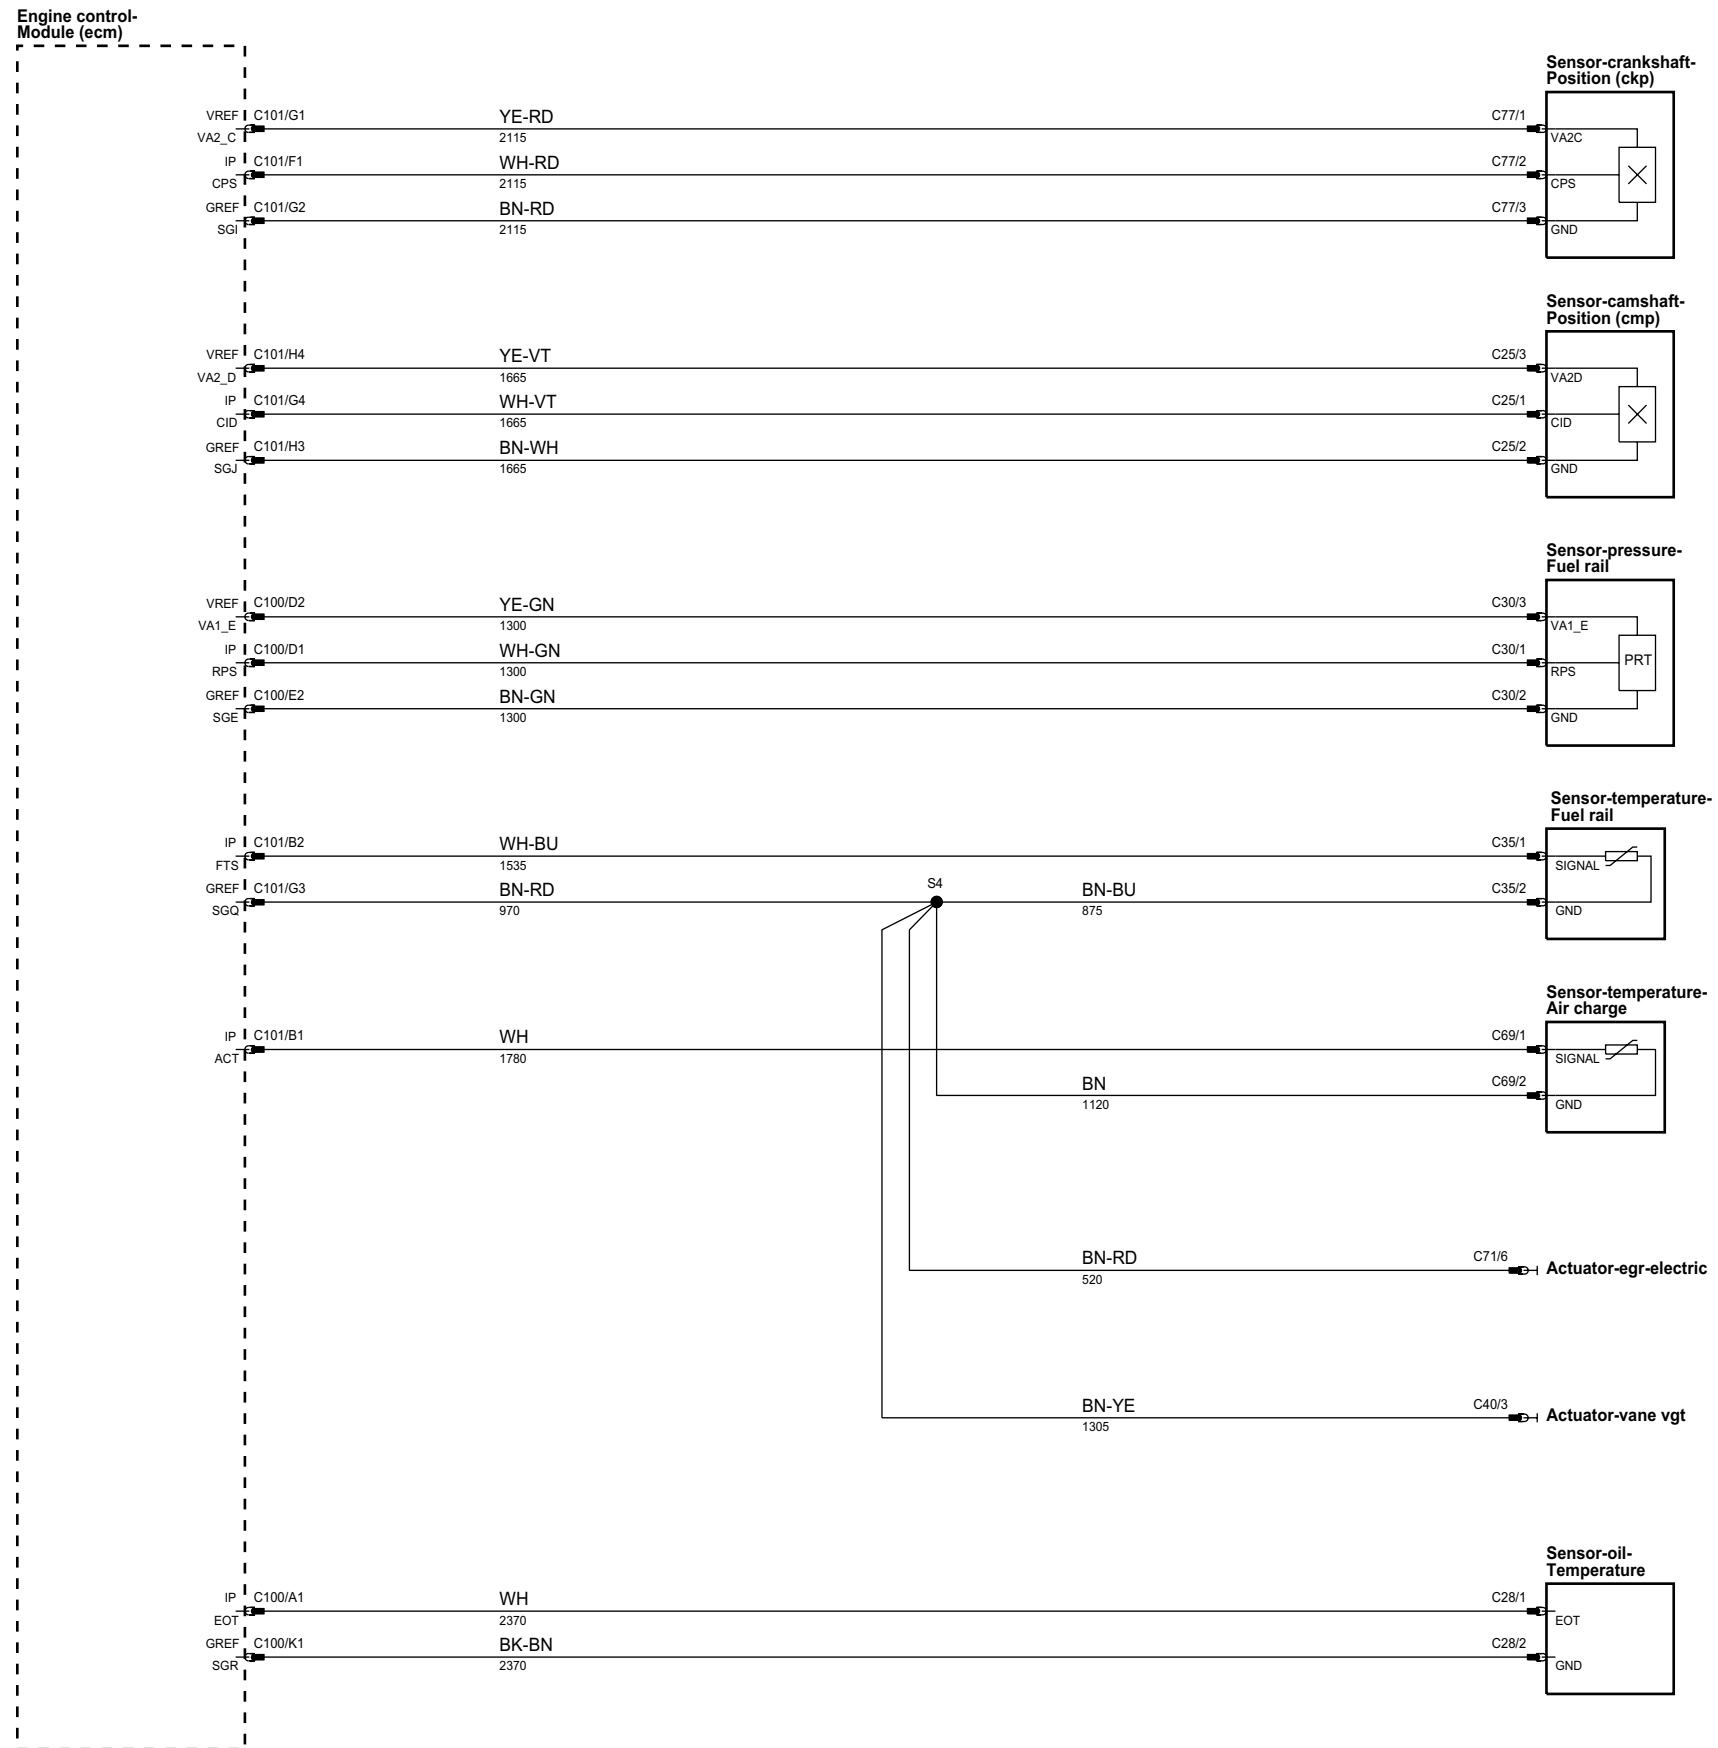 Engine control-
Module (ecm)
Sensor-crankshaft-
Position (ckp)
VREF C101/G1 YE-RD C77/1
VA2_C 2115 VA2C
IP C101/F1 WH-RD C77/2
CPS 2115 CPS
GREF C101/G2 BN-RD C77/3
SGI 2115 GND
Sensor-camshaft-
Position (cmp)
VREF C101/H4 YE-VT C25/3
VA2_D 1665 VA2D
IP C101/G4 WH-VT C25/1
CID 1665 CID
GREF C101/H3 BN-WH C25/2
SGJ 1665 GND
Sensor-pressure-
Fuel rail
VREF C100/D2 YE-GN C30/3
VA1_E 1300 VA1_E
IP C100/D1 WH-GN C30/1
PRT
RPS 1300 RPS
GREF C100/E2 BN-GN C30/2
SGE 1300 GND
Sensor-temperature-
Fuel rail
IP C101/B2 WH-BU C35/1
FTS 1535 SIGNAL
GREF C101/G3 BN-RD S4 BN-BU C35/2
SGQ 970 875 GND
Sensor-temperature-
Air charge
IP C101/B1 WH C69/1
ACT 1780 SIGNAL
BN C69/2
1120 GND
BN-RD C71/6 Actuator-egr-electric
520
BN-YE C40/3 Actuator-vane vgt
1305
Sensor-oil-
Temperature
IP C100/A1 WH C28/1
EOT 2370 EOT
GREF C100/K1 BK-BN C28/2
SGR 2370 GND